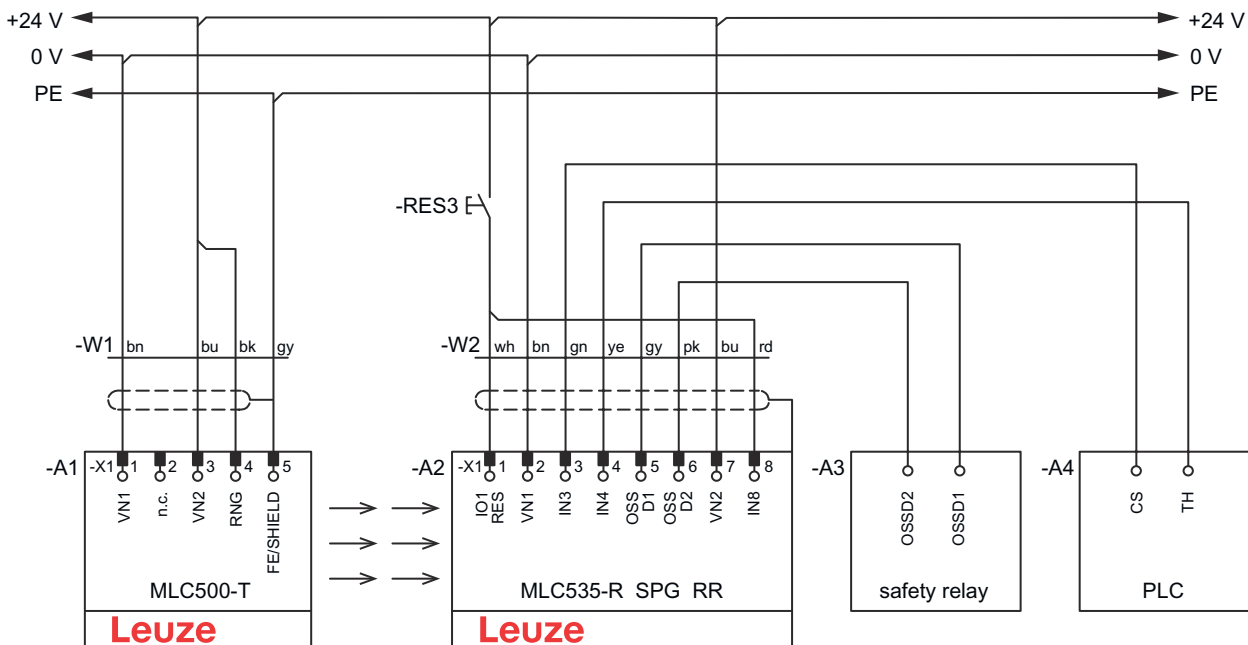 +24 V +24 V
0 V 0 V
PE PE
-RES3
-W1 bn bu bk gy -W2 wh bn gn ye gy pk bu rd
-A1 -X1 1 2 3 4 5 -A2 -X1 1 2 3 4 5 6 7 8 -A3 -A4
VN1 n.c. VN2 RNG FE/SHIELD
IO1 RES VN1 IN3 IN4 OSS D1 OSS D2 VN2 IN8
OSSD2 OSSD1
CS TH
MLC500-T MLC535-R SPG RR safety relay PLC
Leuze Leuze